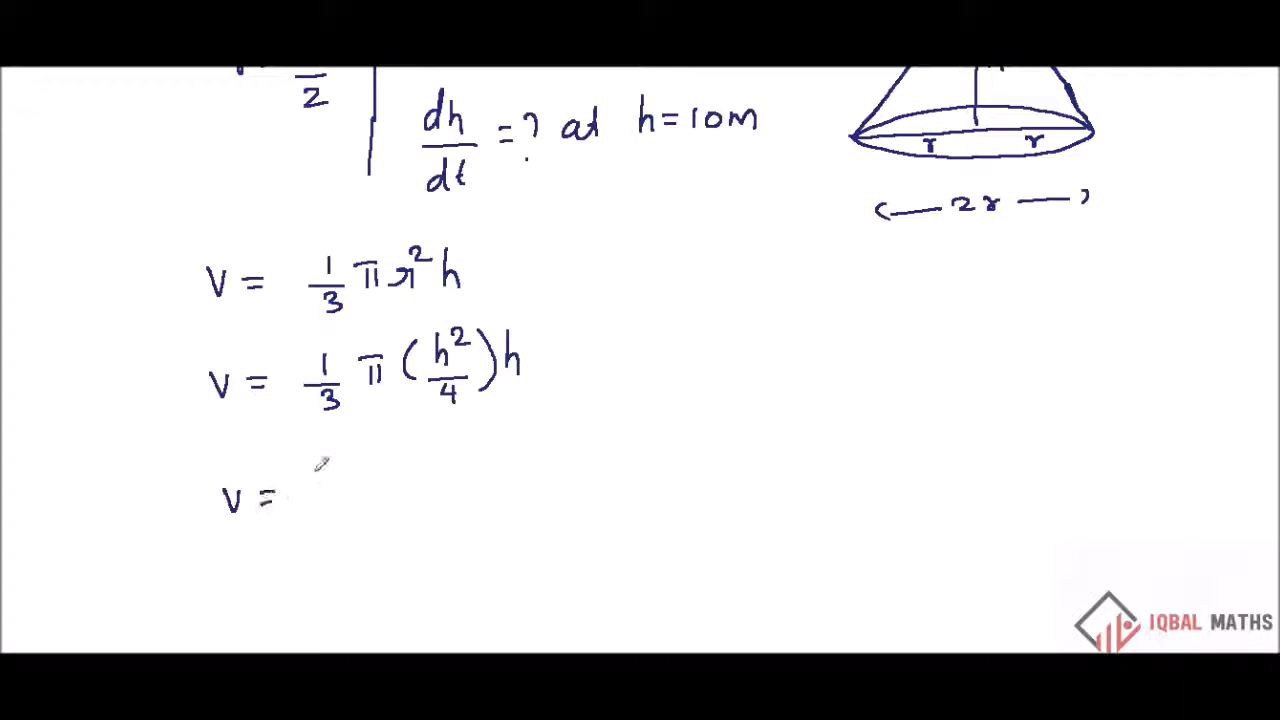 2
dh/dt = ? at h = 10m
r r
2r
V = 1/3 π r² h
V = 1/3 π (h²/4) h
V =
IQBAL MATHS